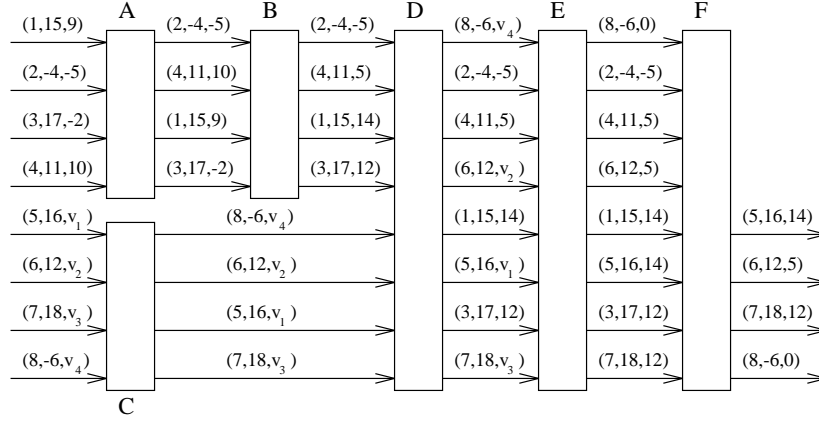 A B D E F
(1,15,9) (2,-4,-5) (2,-4,-5) (8,-6,v₄) (8,-6,0)
(2,-4,-5) (4,11,10) (4,11,5) (2,-4,-5) (2,-4,-5)
(3,17,-2) (1,15,9) (1,15,14) (4,11,5) (4,11,5)
(4,11,10) (3,17,-2) (3,17,12) (6,12,v₂) (6,12,5)
(5,16,v₁) (8,-6,v₄) (1,15,14) (1,15,14) (5,16,14)
(6,12,v₂) (6,12,v₂) (5,16,v₁) (5,16,14) (6,12,5)
(7,18,v₃) (5,16,v₁) (3,17,12) (3,17,12) (7,18,12)
(8,-6,v₄) (7,18,v₃) (7,18,v₃) (7,18,12) (8,-6,0)
C